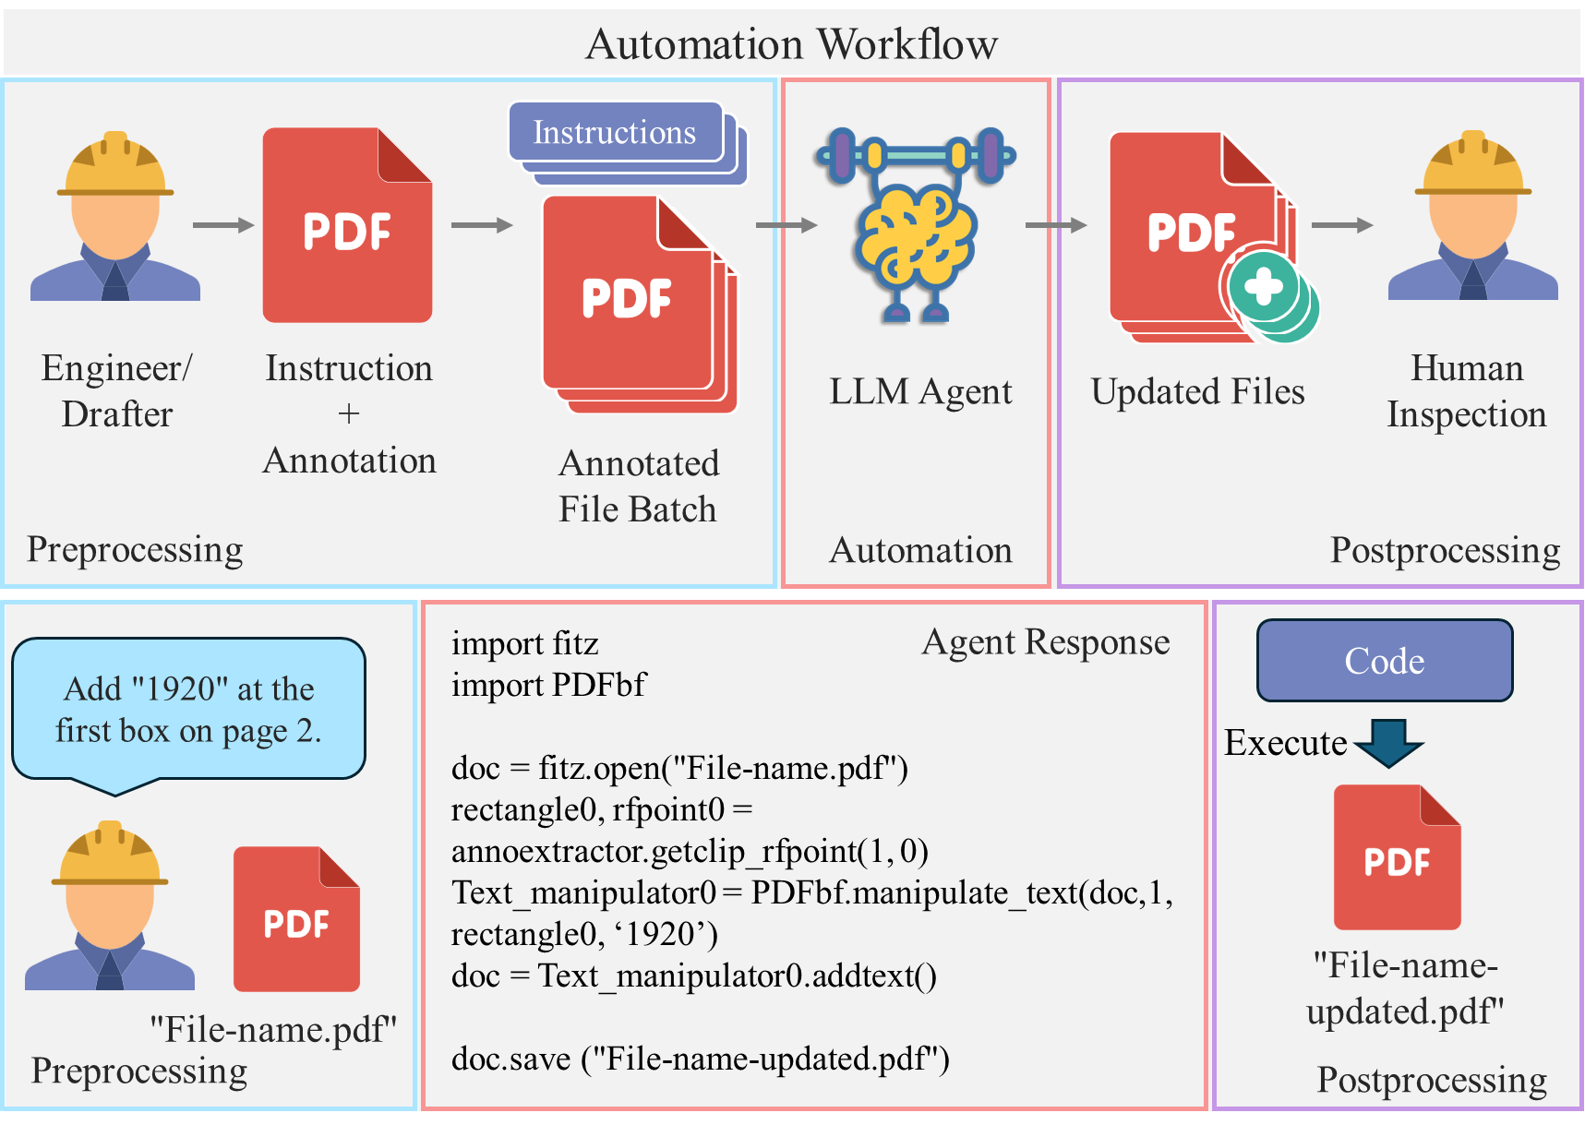 Automation Workflow
PDF
Engineer/
Drafter
Instruction
+
Annotation
Instructions
PDF
Annotated
File Batch
Preprocessing
LLM Agent
Automation
PDF
Updated Files
Human
Inspection
Postprocessing
Add "1920" at the
first box on page 2.
PDF
"File-name.pdf"
Preprocessing
Agent Response
import fitz
import PDFbf
doc = fitz.open("File-name.pdf")
rectangle0, rfpoint0 =
annoextractor.getclip_rfpoint(1, 0)
Text_manipulator0 = PDFbf.manipulate_text(doc,1,
rectangle0, ‘1920’)
doc = Text_manipulator0.addtext()
doc.save ("File-name-updated.pdf")
Code
Execute
PDF
"File-name-
updated.pdf"
Postprocessing